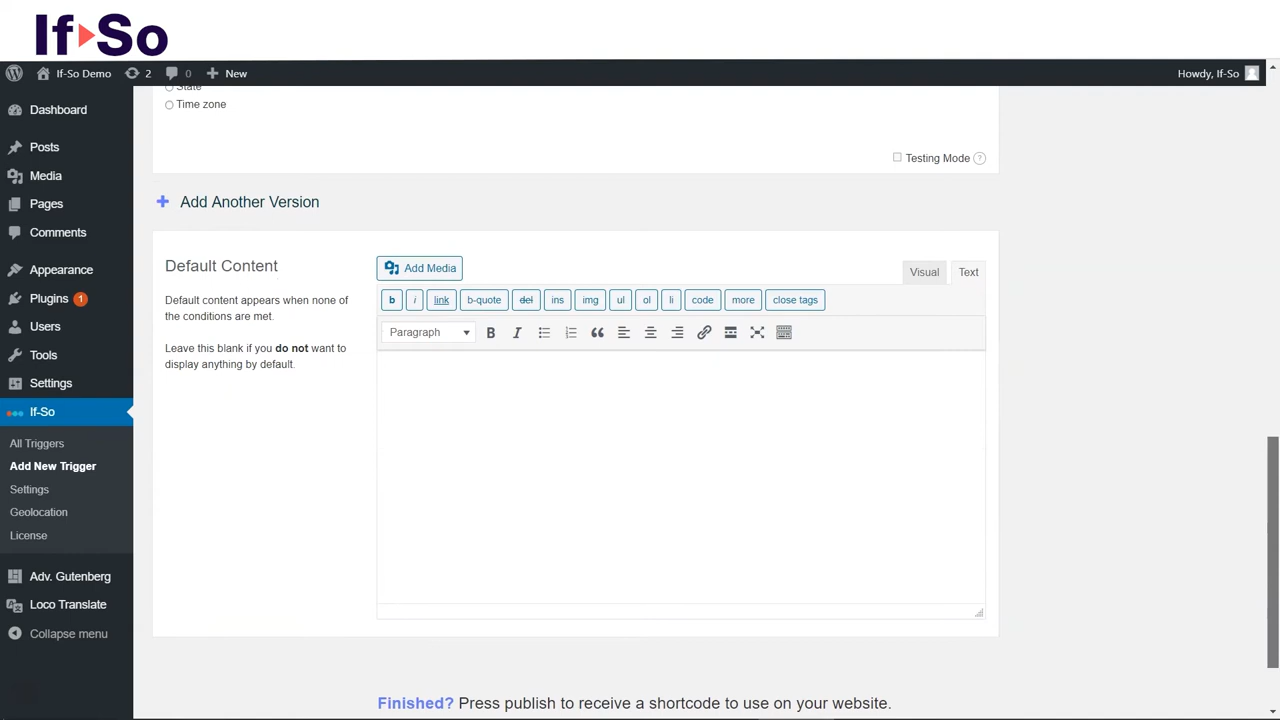 If So
If-So Demo 2 0 New Howdy, If-So
Dashboard
Posts
Media
Pages
Comments
Appearance
Plugins 1
Users
Tools
Settings
If-So
All Triggers
Add New Trigger
Settings
Geolocation
License
Adv. Gutenberg
Loco Translate
Collapse menu
State
Time zone
Testing Mode ?
+ Add Another Version
Default Content
Default content appears when none of
the conditions are met.
Leave this blank if you do not want to
display anything by default.
Add Media
Visual Text
b i link b-quote del ins img ul ol li code more close tags
Paragraph B I
Finished? Press publish to receive a shortcode to use on your website.